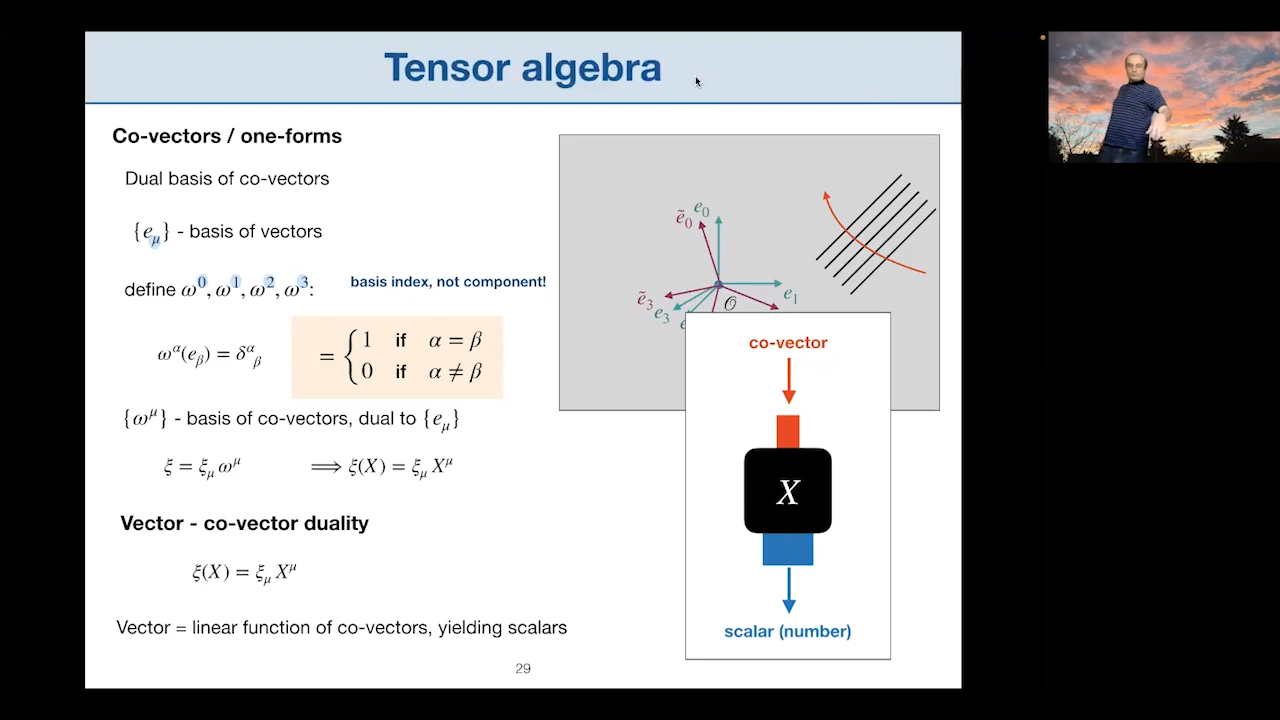 Tensor algebra
Co-vectors / one-forms
Dual basis of co-vectors
{e_μ} - basis of vectors
define ω⁰, ω¹, ω², ω³:
basis index, not component!
ω^α(e_β) = δ^α_β
= { 1 if α = β
0 if α ≠ β
{ω^μ} - basis of co-vectors, dual to {e_μ}
ξ = ξ_μ ω^μ ⟹ ξ(X) = ξ_μ X^μ
Vector - co-vector duality
ξ(X) = ξ_μ X^μ
Vector = linear function of co-vectors, yielding scalars
29
ẽ₀ e₀
e₁
ẽ₃
e₃
𝒪
co-vector
X
scalar (number)